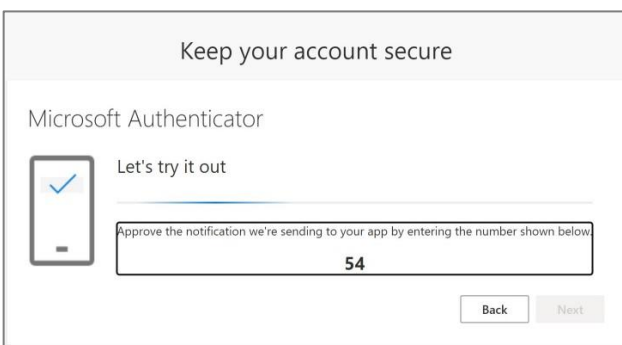 Keep your account secure
Microsoft Authenticator
Let's try it out
Approve the notification we're sending to your app by entering the number shown below.
54
Back Next